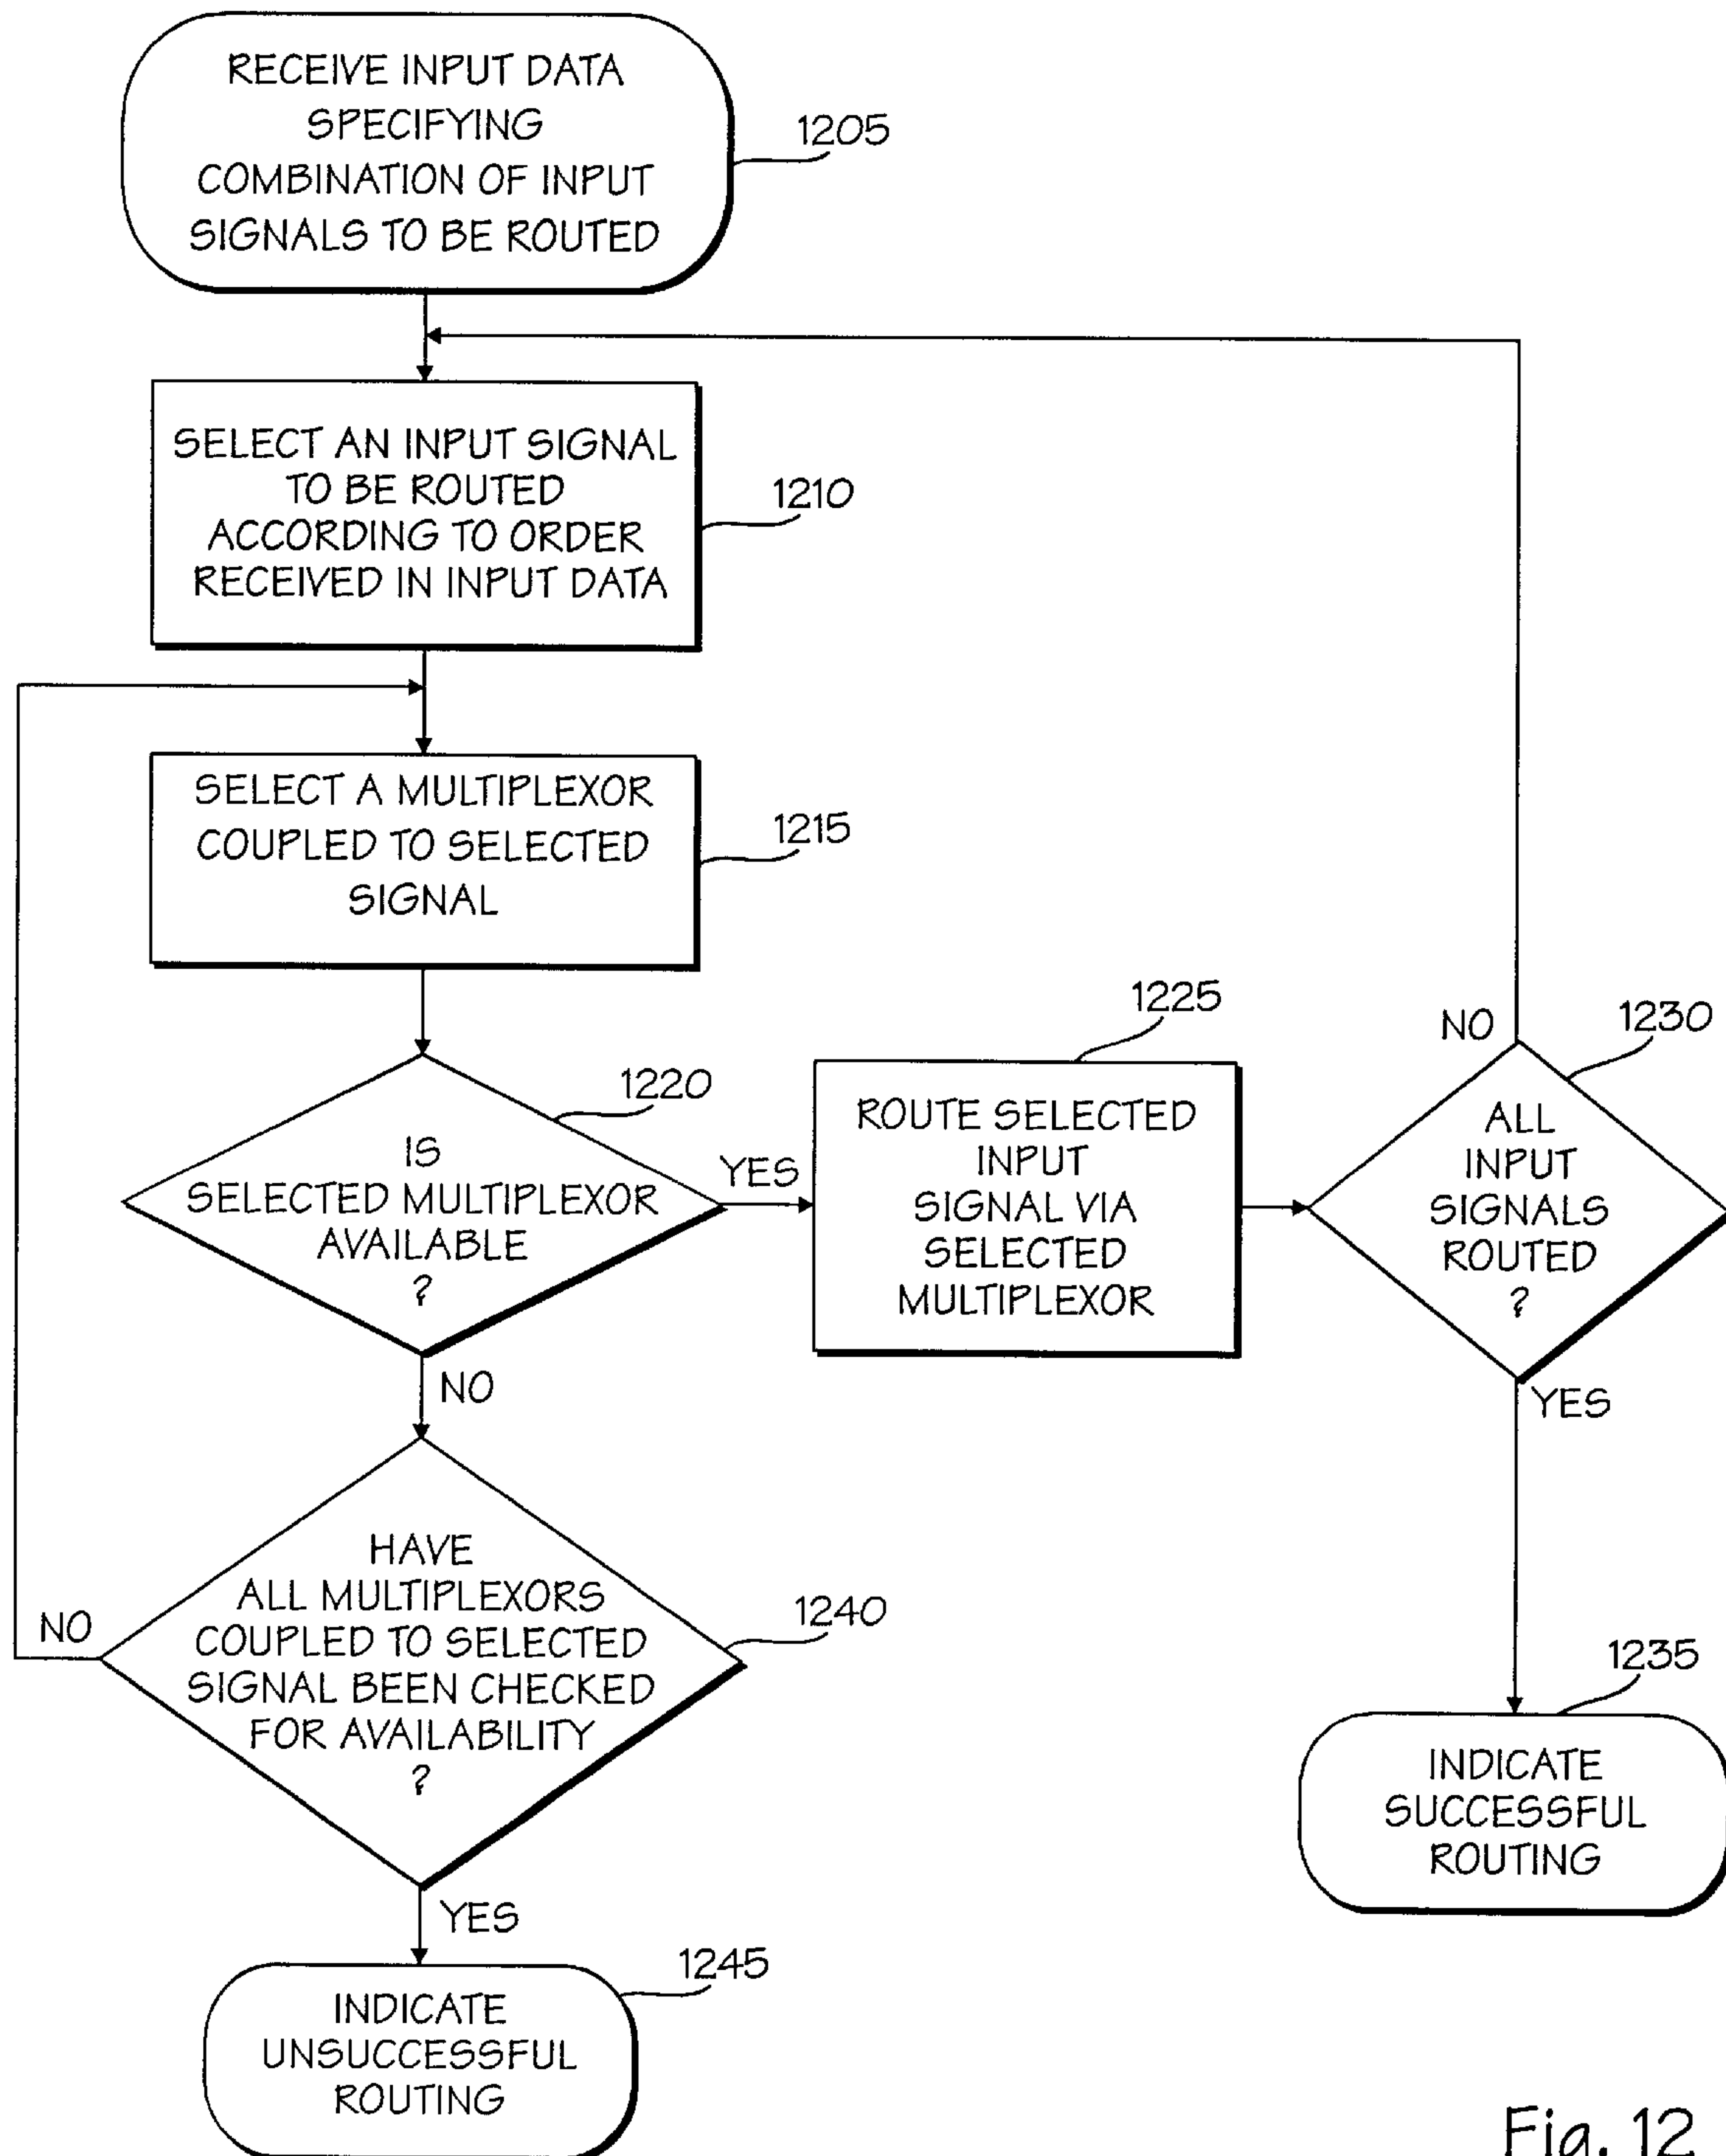 RECEIVE INPUT DATA
SPECIFYING
COMBINATION OF INPUT
SIGNALS TO BE ROUTED
1205
SELECT AN INPUT SIGNAL
TO BE ROUTED
ACCORDING TO ORDER
RECEIVED IN INPUT DATA
1210
SELECT A MULTIPLEXOR
COUPLED TO SELECTED
SIGNAL
1215
IS
SELECTED MULTIPLEXOR
AVAILABLE
?
1220
YES
NO
ROUTE SELECTED
INPUT
SIGNAL VIA
SELECTED
MULTIPLEXOR
1225
ALL
INPUT
SIGNALS
ROUTED
?
1230
NO
YES
INDICATE
SUCCESSFUL
ROUTING
1235
HAVE
ALL MULTIPLEXORS
COUPLED TO SELECTED
SIGNAL BEEN CHECKED
FOR AVAILABILITY
?
1240
NO
YES
INDICATE
UNSUCCESSFUL
ROUTING
1245
Fig. 12